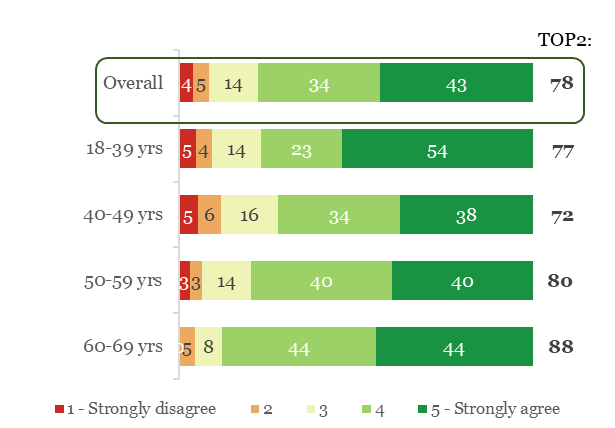 TOP2:
Overall 4 5 14 34 43 78
18-39 yrs 5 4 14 23 54 77
40-49 yrs 5 6 16 34 38 72
50-59 yrs 3 3 14 40 40 80
60-69 yrs 0 5 8 44 44 88
1 - Strongly disagree 2 3 4 5 - Strongly agree